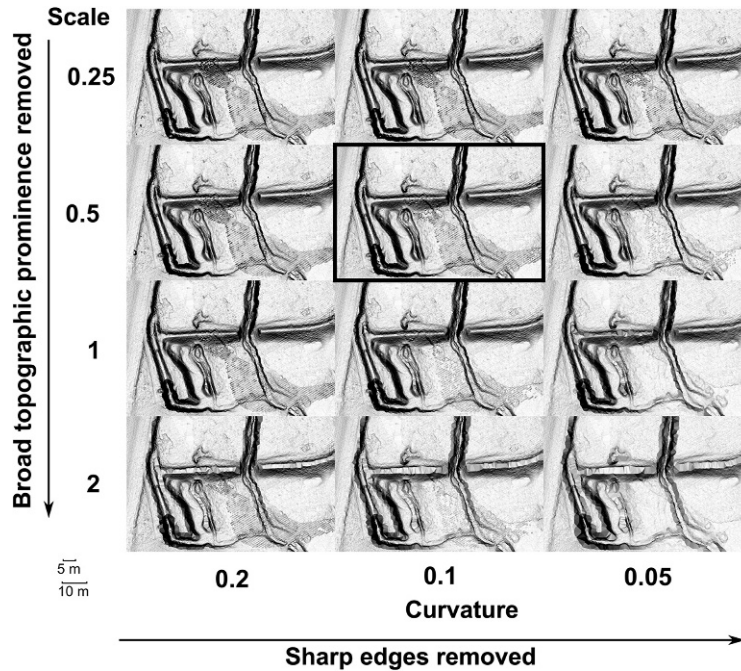 Scale
Broad topographic prominence removed
0.25
0.5
1
2
5 m
10 m
0.2 0.1 0.05
Curvature
Sharp edges removed